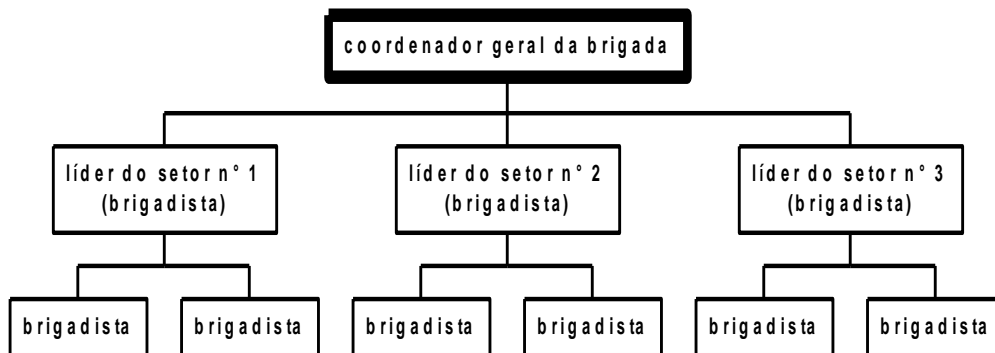 coordenador geral da brigada
líder do setor n° 1
(brigadista)
líder do setor n° 2
(brigadista)
líder do setor n° 3
(brigadista)
brigadista
brigadista
brigadista
brigadista
brigadista
brigadista